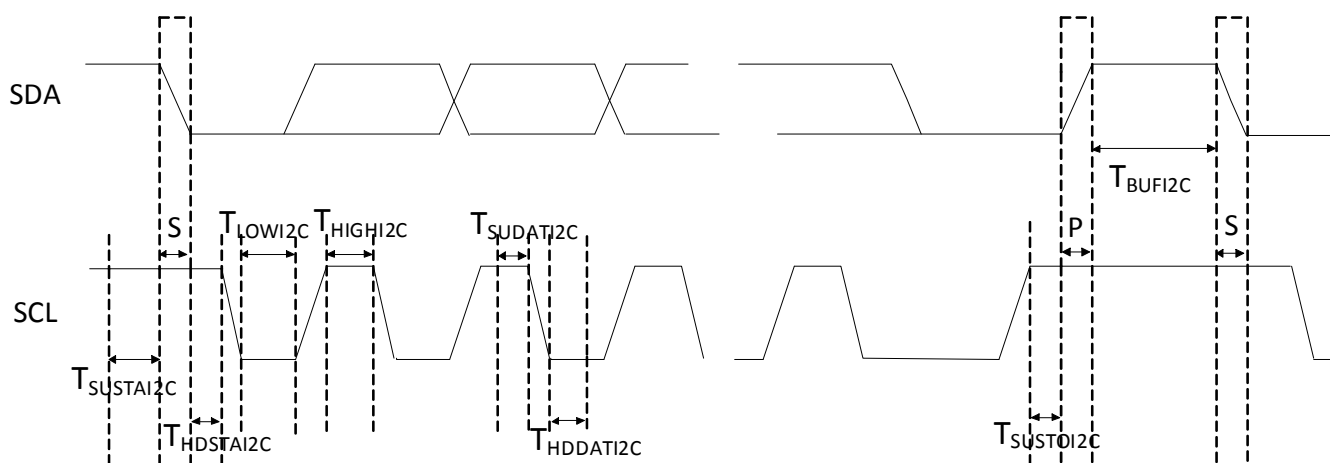 SDA
T_BUFI2C
S
T_LOWI2C
T_HIGHI2C
T_SUDATI2C
P
S
SCL
T_SUSTAI2C
T_HDSTAI2C
T_HDDATI2C
T_SUSTOI2C